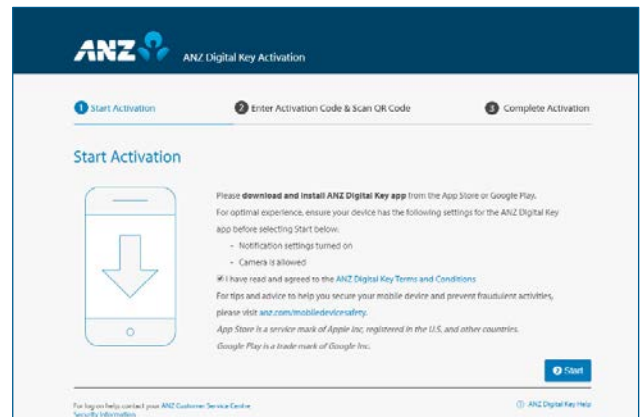 ANZ ANZ Digital Key Activation
1 Start Activation 2 Enter Activation Code & Scan QR Code 3 Complete Activation
Start Activation
Please download and install ANZ Digital Key app from the App Store or Google Play.
For optimal experience, ensure your device has the following settings for the ANZ Digital Key
app before selecting Start below.
- Notification settings turned on
- Camera is allowed
I have read and agreed to the ANZ Digital Key Terms and Conditions
For tips and advice to help you secure your mobile device and prevent fraudulent activities,
please visit anz.com/mobiledevicesafety.
App Store is a service mark of Apple Inc, registered in the U.S. and other countries.
Google Play is a trade mark of Google Inc.
Start
For log on help, contact your ANZ Customer Service Centre
Security Information
ANZ Digital Key Help